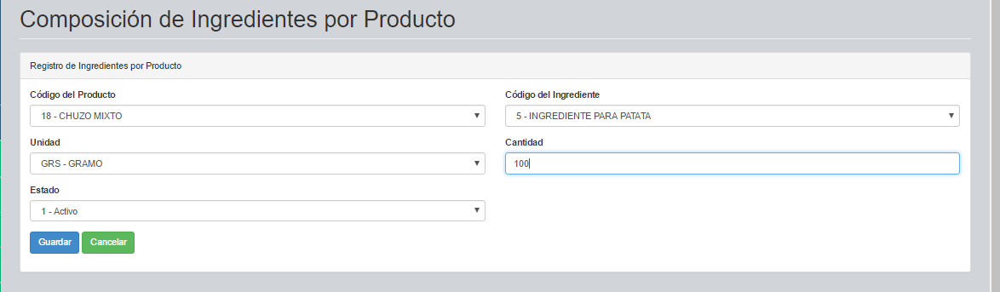 Composición de Ingredientes por Producto
Registro de Ingredientes por Producto
Código del Producto
18 - CHUZO MIXTO
Código del Ingrediente
5 - INGREDIENTE PARA PATATA
Unidad
GRS - GRAMO
Cantidad
100
Estado
1 - Activo
Guardar
Cancelar